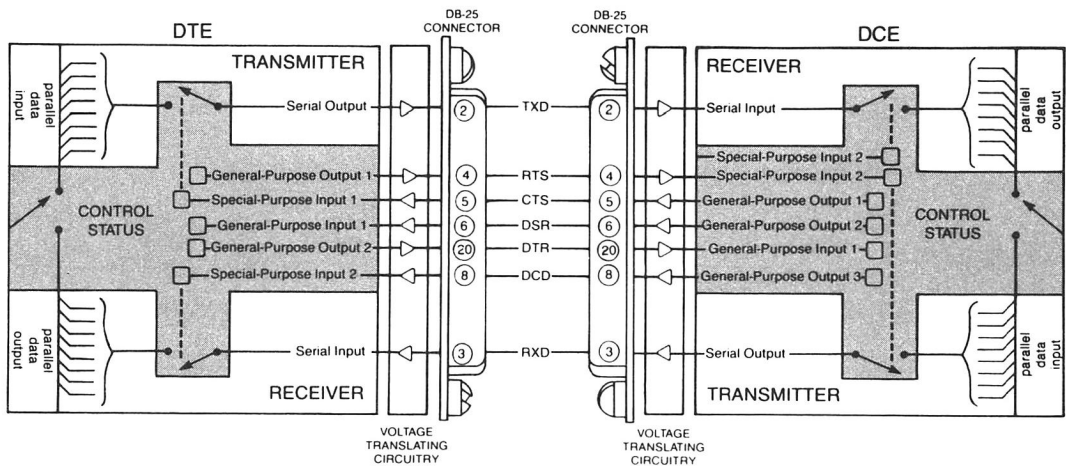 DTE
DB-25
CONNECTOR
DB-25
CONNECTOR
DCE
TRANSMITTER
RECEIVER
parallel
data
input
Serial Output
2
TXD
2
Serial Input
parallel
data
output
Special-Purpose Input 2
General-Purpose Output 1
4
RTS
4
Special-Purpose Input 2
CONTROL
STATUS
Special-Purpose Input 1
5
CTS
5
General-Purpose Output 1
CONTROL
STATUS
General-Purpose Input 1
6
DSR
6
General-Purpose Output 2
General-Purpose Output 2
20
DTR
20
General-Purpose Input 1
Special-Purpose Input 2
8
DCD
8
General-Purpose Output 3
parallel
data
output
Serial Input
3
RXD
3
Serial Output
parallel
data
input
RECEIVER
TRANSMITTER
VOLTAGE
TRANSLATING
CIRCUITRY
VOLTAGE
TRANSLATING
CIRCUITRY